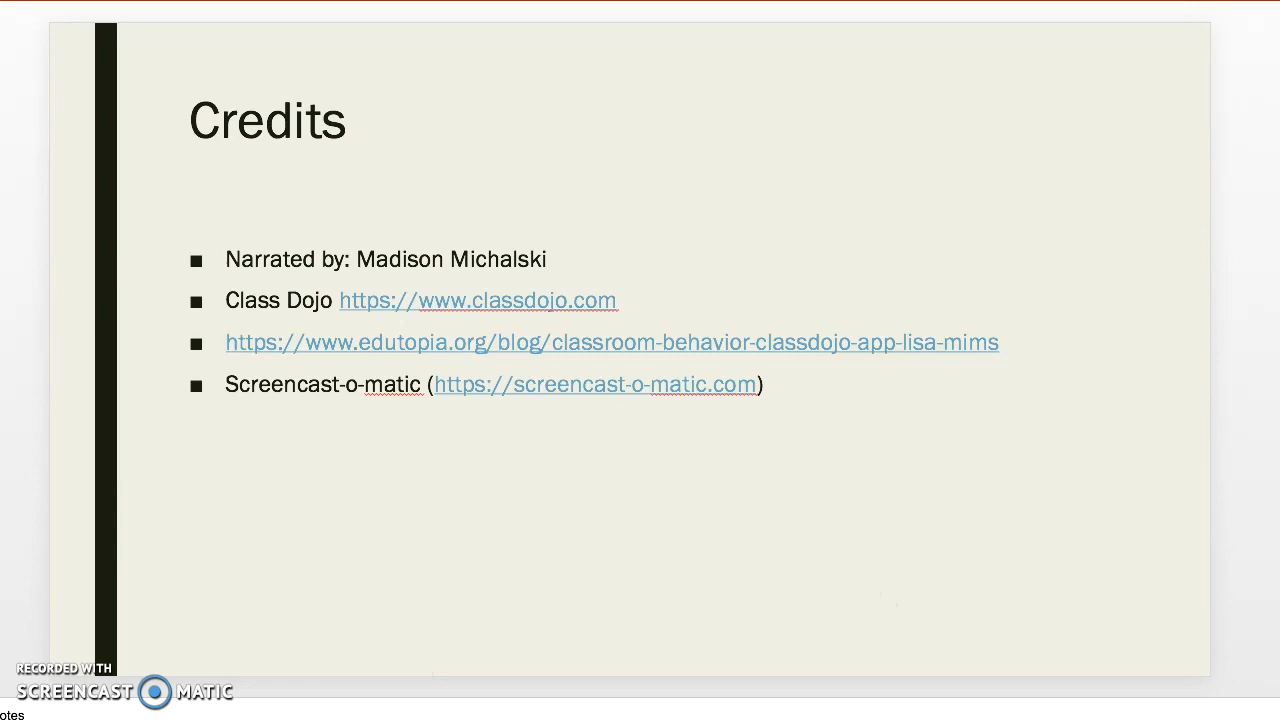 Credits
■ Narrated by: Madison Michalski
■ Class Dojo https://www.classdojo.com
■ https://www.edutopia.org/blog/classroom-behavior-classdojo-app-lisa-mims
■ Screencast-o-matic (https://screencast-o-matic.com)
RECORDED WITH
SCREENCAST MATIC
otes